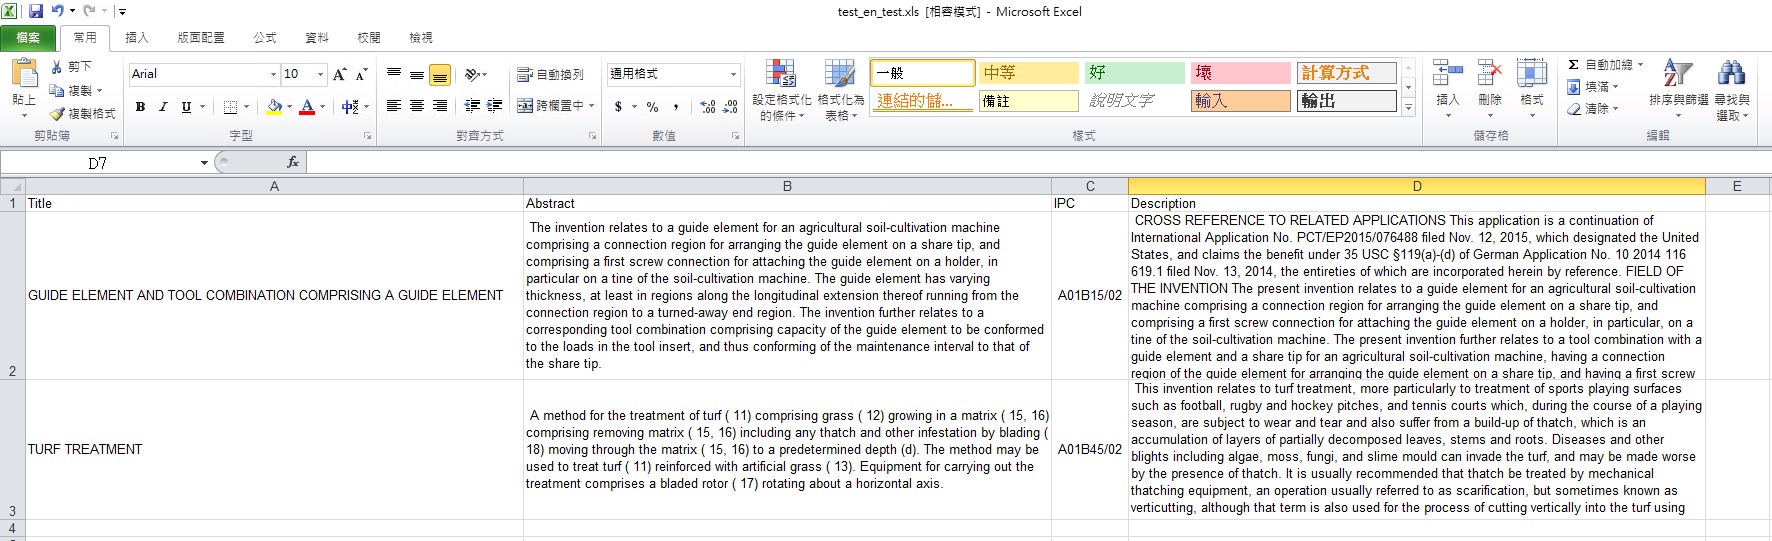 test_en_test.xls [相容模式] - Microsoft Excel
檔案 常用 插入 版面配置 公式 資料 校閱 檢視
貼上
剪下
複製
複製格式
剪貼簿
Arial 10
B I U
中
字型
自動換列
跨欄置中
對齊方式
通用格式
$ % ,
數值
設定格式化的條件
格式化為表格
一般 中等 好 壞 計算方式
連結的儲... 備註 說明文字 輸入 輸出
樣式
插入 刪除 格式
儲存格
Σ 自動加總
填滿
清除
排序與篩選
尋找與選取
編輯
D7 fx
A B C D E
1 Title Abstract IPC Description
2
GUIDE ELEMENT AND TOOL COMBINATION COMPRISING A GUIDE ELEMENT
The invention relates to a guide element for an agricultural soil-cultivation machine
comprising a connection region for arranging the guide element on a share tip, and
comprising a first screw connection for attaching the guide element on a holder, in
particular on a tine of the soil-cultivation machine. The guide element has varying
thickness, at least in regions along the longitudinal extension thereof running from the
connection region to a turned-away end region. The invention further relates to a
corresponding tool combination comprising capacity of the guide element to be conformed
to the loads in the tool insert, and thus conforming of the maintenance interval to that of
the share tip.
A01B15/02
CROSS REFERENCE TO RELATED APPLICATIONS This application is a continuation of
International Application No. PCT/EP2015/076488 filed Nov. 12, 2015, which designated the United
States, and claims the benefit under 35 USC §119(a)-(d) of German Application No. 10 2014 116
619.1 filed Nov. 13, 2014, the entireties of which are incorporated herein by reference. FIELD OF
THE INVENTION The present invention relates to a guide element for an agricultural soil-cultivation
machine comprising a connection region for arranging the guide element on a share tip, and
comprising a first screw connection for attaching the guide element on a holder, in particular, on a
tine of the soil-cultivation machine. The present invention further relates to a tool combination with a
guide element and a share tip for an agricultural soil-cultivation machine, having a connection
region of the guide element for arranging the guide element on a share tip, and having a first screw
3
TURF TREATMENT
A method for the treatment of turf ( 11) comprising grass ( 12) growing in a matrix ( 15, 16)
comprising removing matrix ( 15, 16) including any thatch and other infestation by blading (
18) moving through the matrix ( 15, 16) to a predetermined depth (d). The method may be
used to treat turf ( 11) reinforced with artificial grass ( 13). Equipment for carrying out the
treatment comprises a bladed rotor ( 17) rotating about a horizontal axis.
A01B45/02
This invention relates to turf treatment, more particularly to treatment of sports playing surfaces
such as football, rugby and hockey pitches, and tennis courts which, during the course of a playing
season, are subject to wear and tear and also suffer from a build-up of thatch, which is an
accumulation of layers of partially decomposed leaves, stems and roots. Diseases and other
blights including algae, moss, fungi, and slime mould can invade the turf, and may be made worse
by the presence of thatch. It is usually recommended that thatch be treated by mechanical
thatching equipment, an operation usually referred to as scarification, but sometimes known as
verticutting, although that term is also used for the process of cutting vertically into the turf using
4